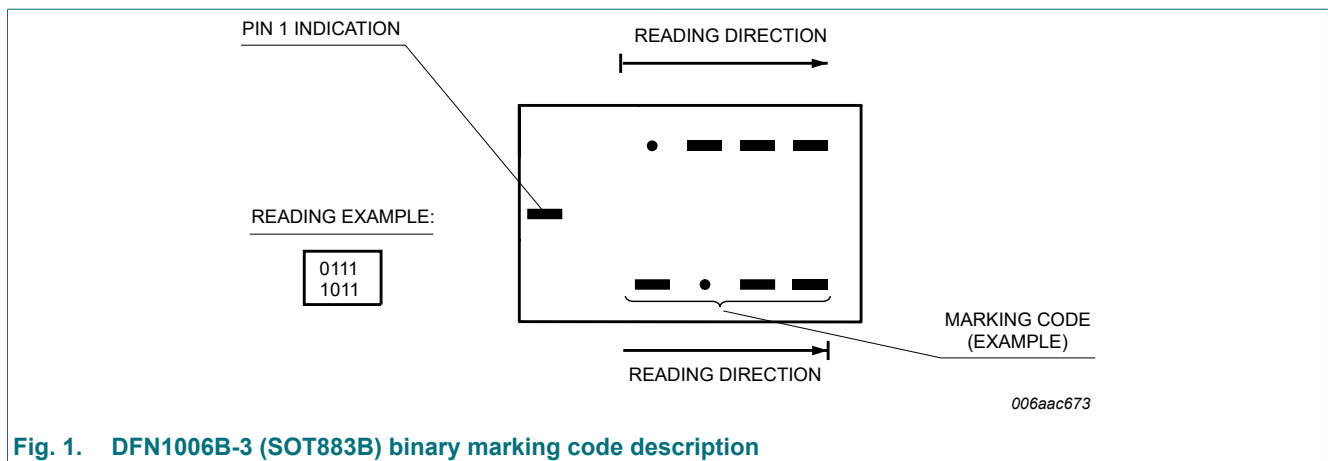 PIN 1 INDICATION
READING DIRECTION
READING EXAMPLE:
0111
1011
MARKING CODE
(EXAMPLE)
READING DIRECTION
006aac673
Fig. 1. DFN1006B-3 (SOT883B) binary marking code description